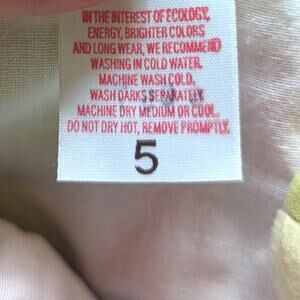 IN THE INTEREST OF ECOLOGY,
ENERGY, BRIGHTER COLORS
AND LONG WEAR, WE RECOMMEND
WASHING IN COLD WATER.
MACHINE WASH COLD.
WASH DARKS SEPARATELY.
MACHINE DRY MEDIUM OR COOL.
DO NOT DRY HOT, REMOVE PROMPTLY.
5